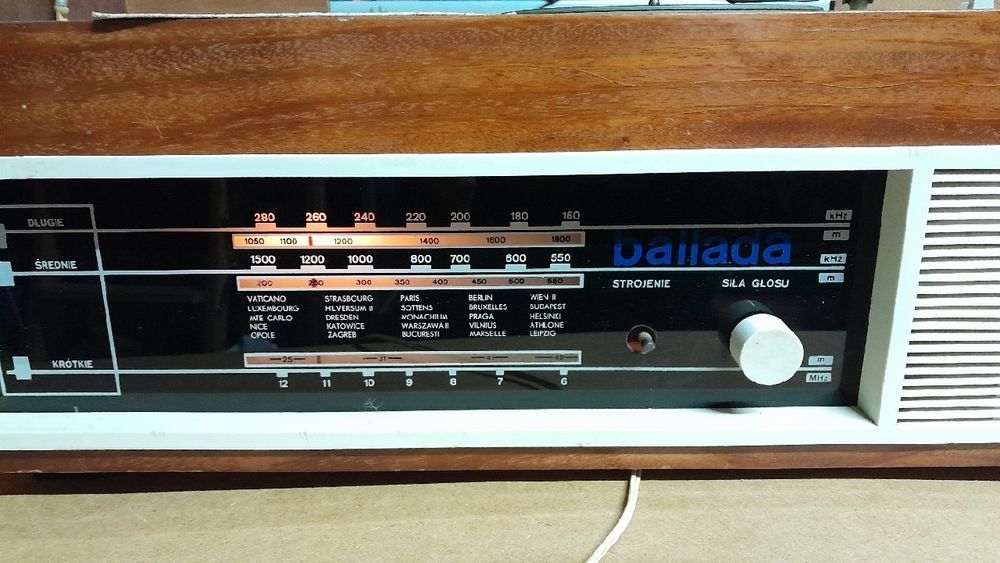 DŁUGIE
280 260 240 220 200 180 160 kHz
1050 1100 1200 1400 1600 1800 m
ballada
ŚREDNIE
1500 1200 1000 800 700 600 550 kHz
200 250 300 350 400 450 500 550 m
STROJENIE SIŁA GŁOSU
VATICANO STRASBOURG PARIS BERLIN WIEN II
LUXEMBOURG HILVERSUM II SOTTENS BRUXELLES BUDAPEST
MTE CARLO DRESDEN MONACHIUM PRAGA HELSINKI
NICE KATOWICE WARSZAWA II VILNIUS ATHLONE
OPOLE ZAGREB BUCURESTI MARSEILLE LEIPZIG
KRÓTKIE
25 31 41 49 m
12 11 10 9 8 7 6 MHz